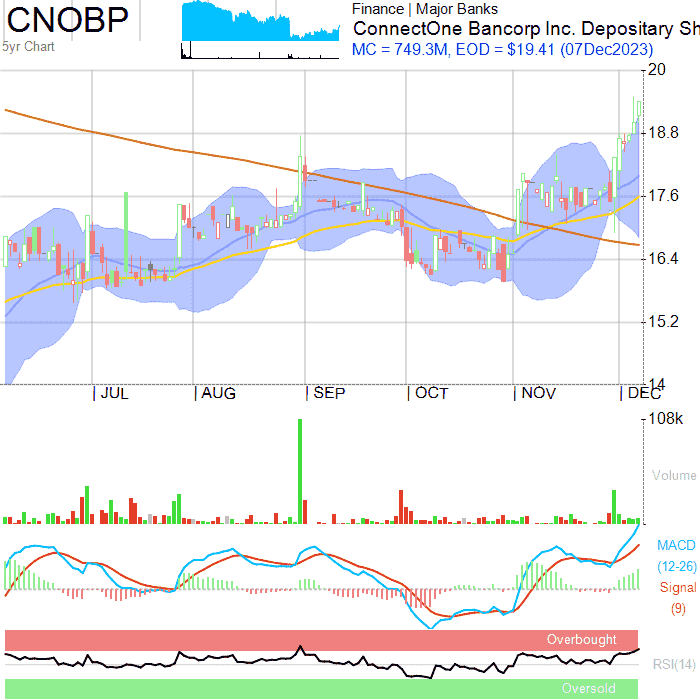 CNOBP
5yr Chart
Finance | Major Banks
ConnectOne Bancorp Inc. Depositary Sh
MC = 749.3M, EOD = $19.41 (07Dec2023)
20
18.8
17.6
16.4
15.2
14
JUL AUG SEP OCT NOV DEC
108k
Volume
MACD
(12-26)
Signal
(9)
Overbought
RSI(14)
Oversold